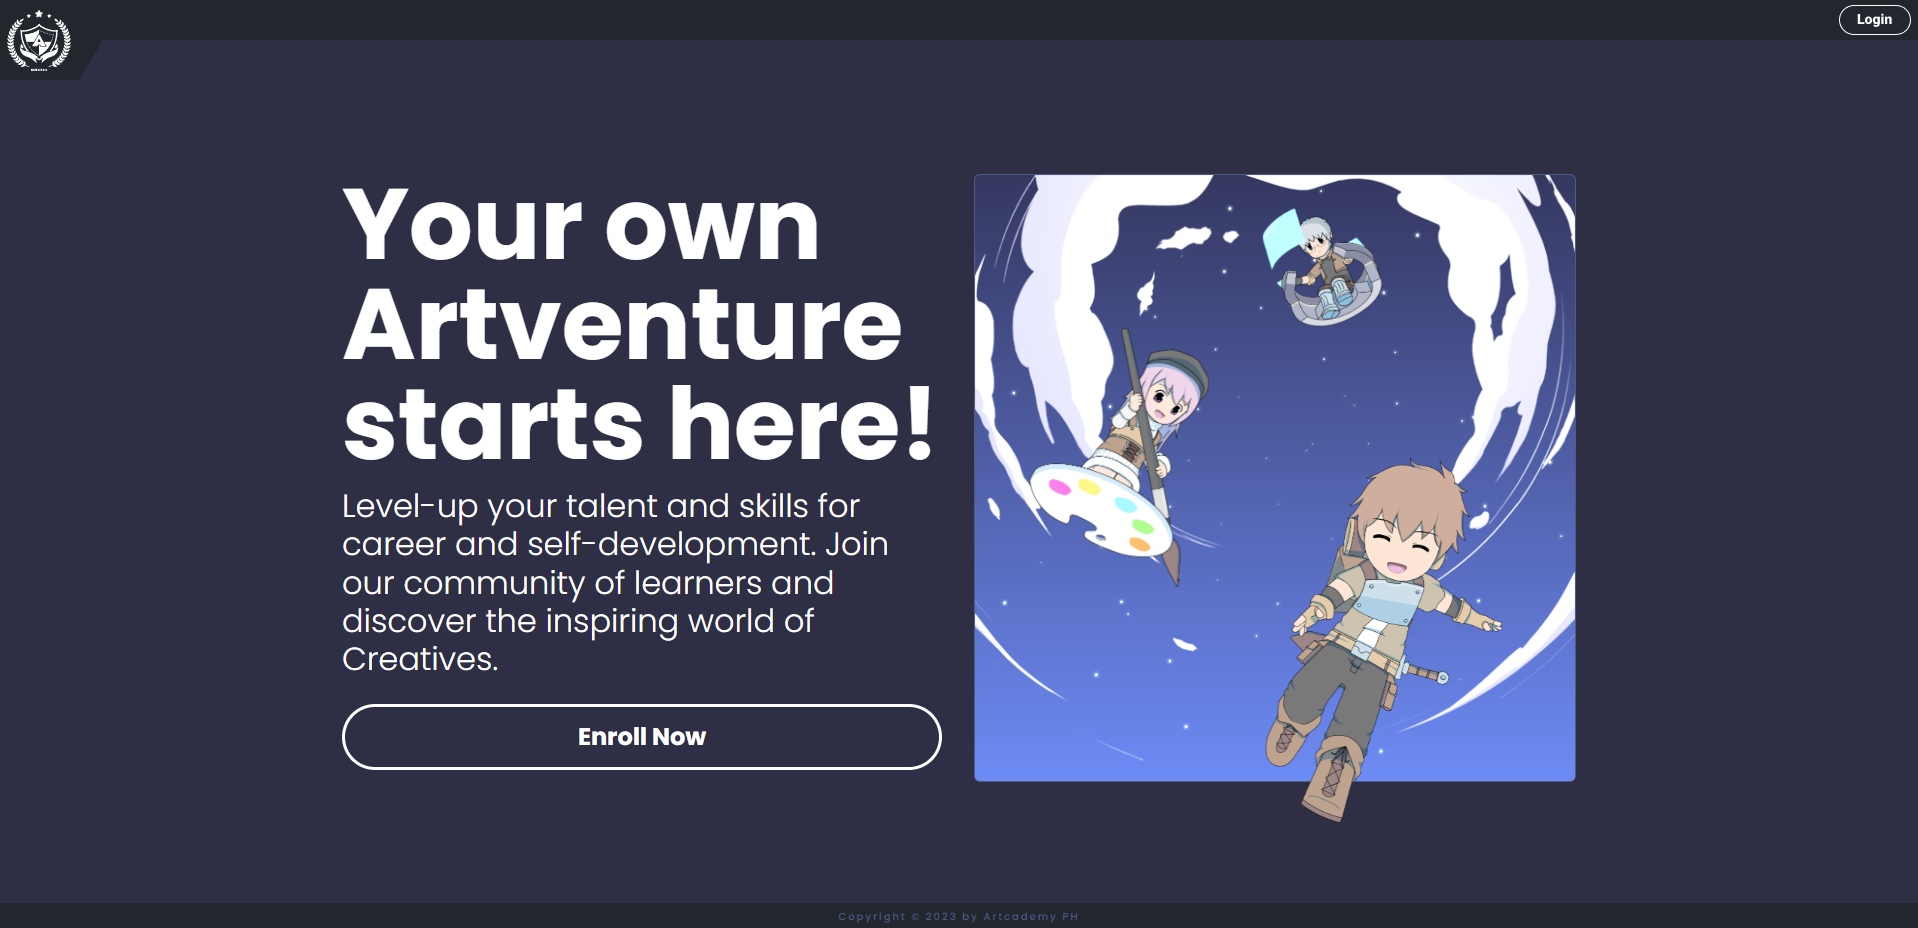 Login
Your own
Artventure
starts here!
Level-up your talent and skills for
career and self-development. Join
our community of learners and
discover the inspiring world of
Creatives.
Enroll Now
Copyright © 2023 by Artcademy PH